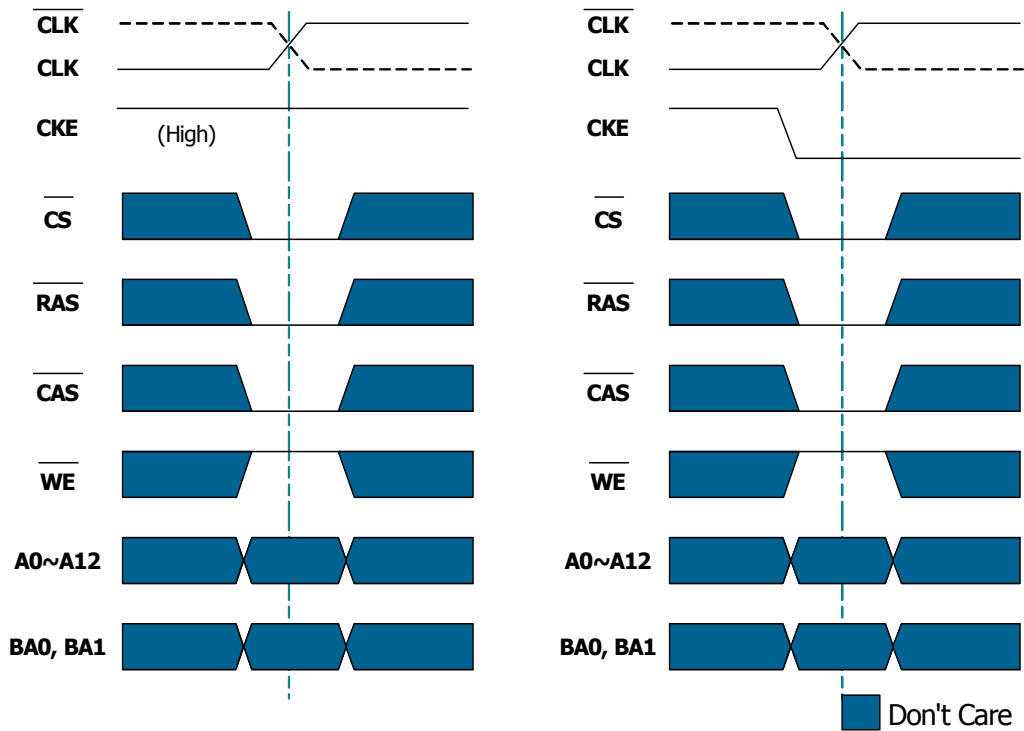 CLK
CLK
CKE
(High)
CS
RAS
CAS
WE
A0~A12
BA0, BA1
CLK
CLK
CKE
CS
RAS
CAS
WE
A0~A12
BA0, BA1
Don't Care